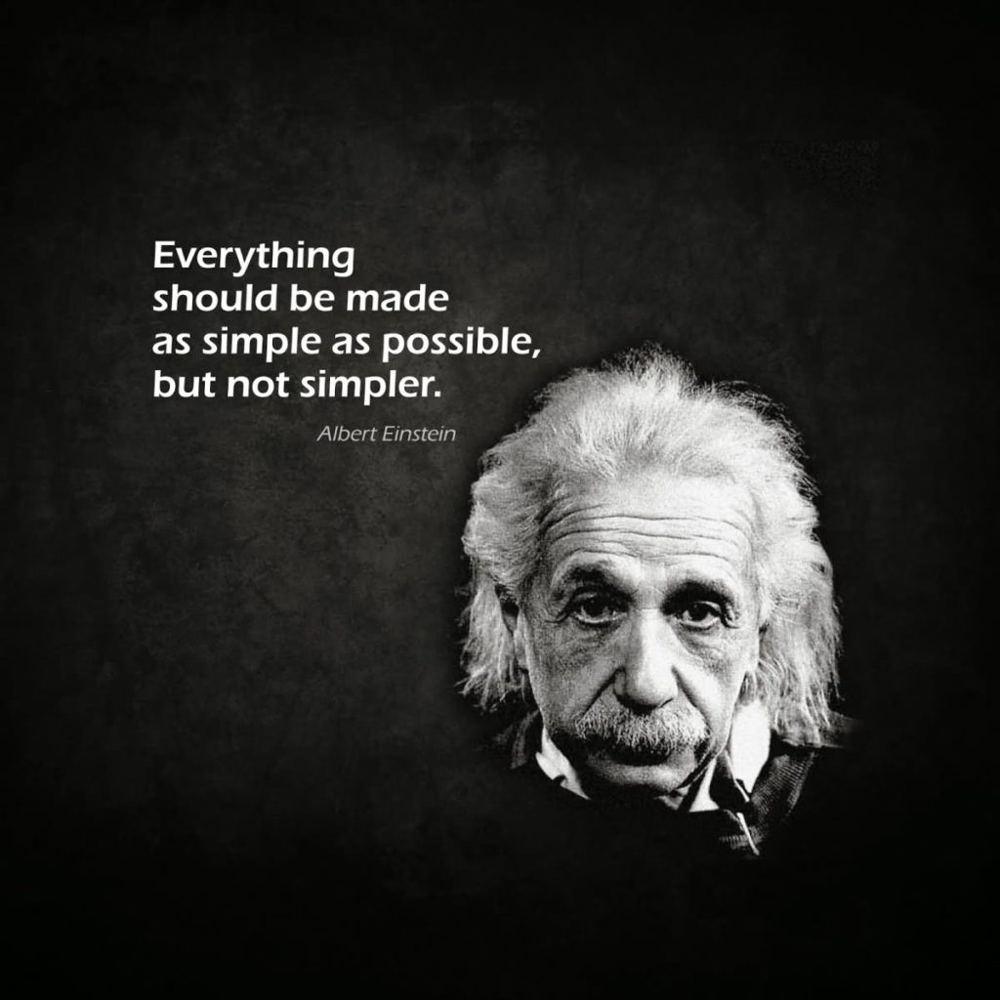 Everything
should be made
as simple as possible,
but not simpler.
Albert Einstein